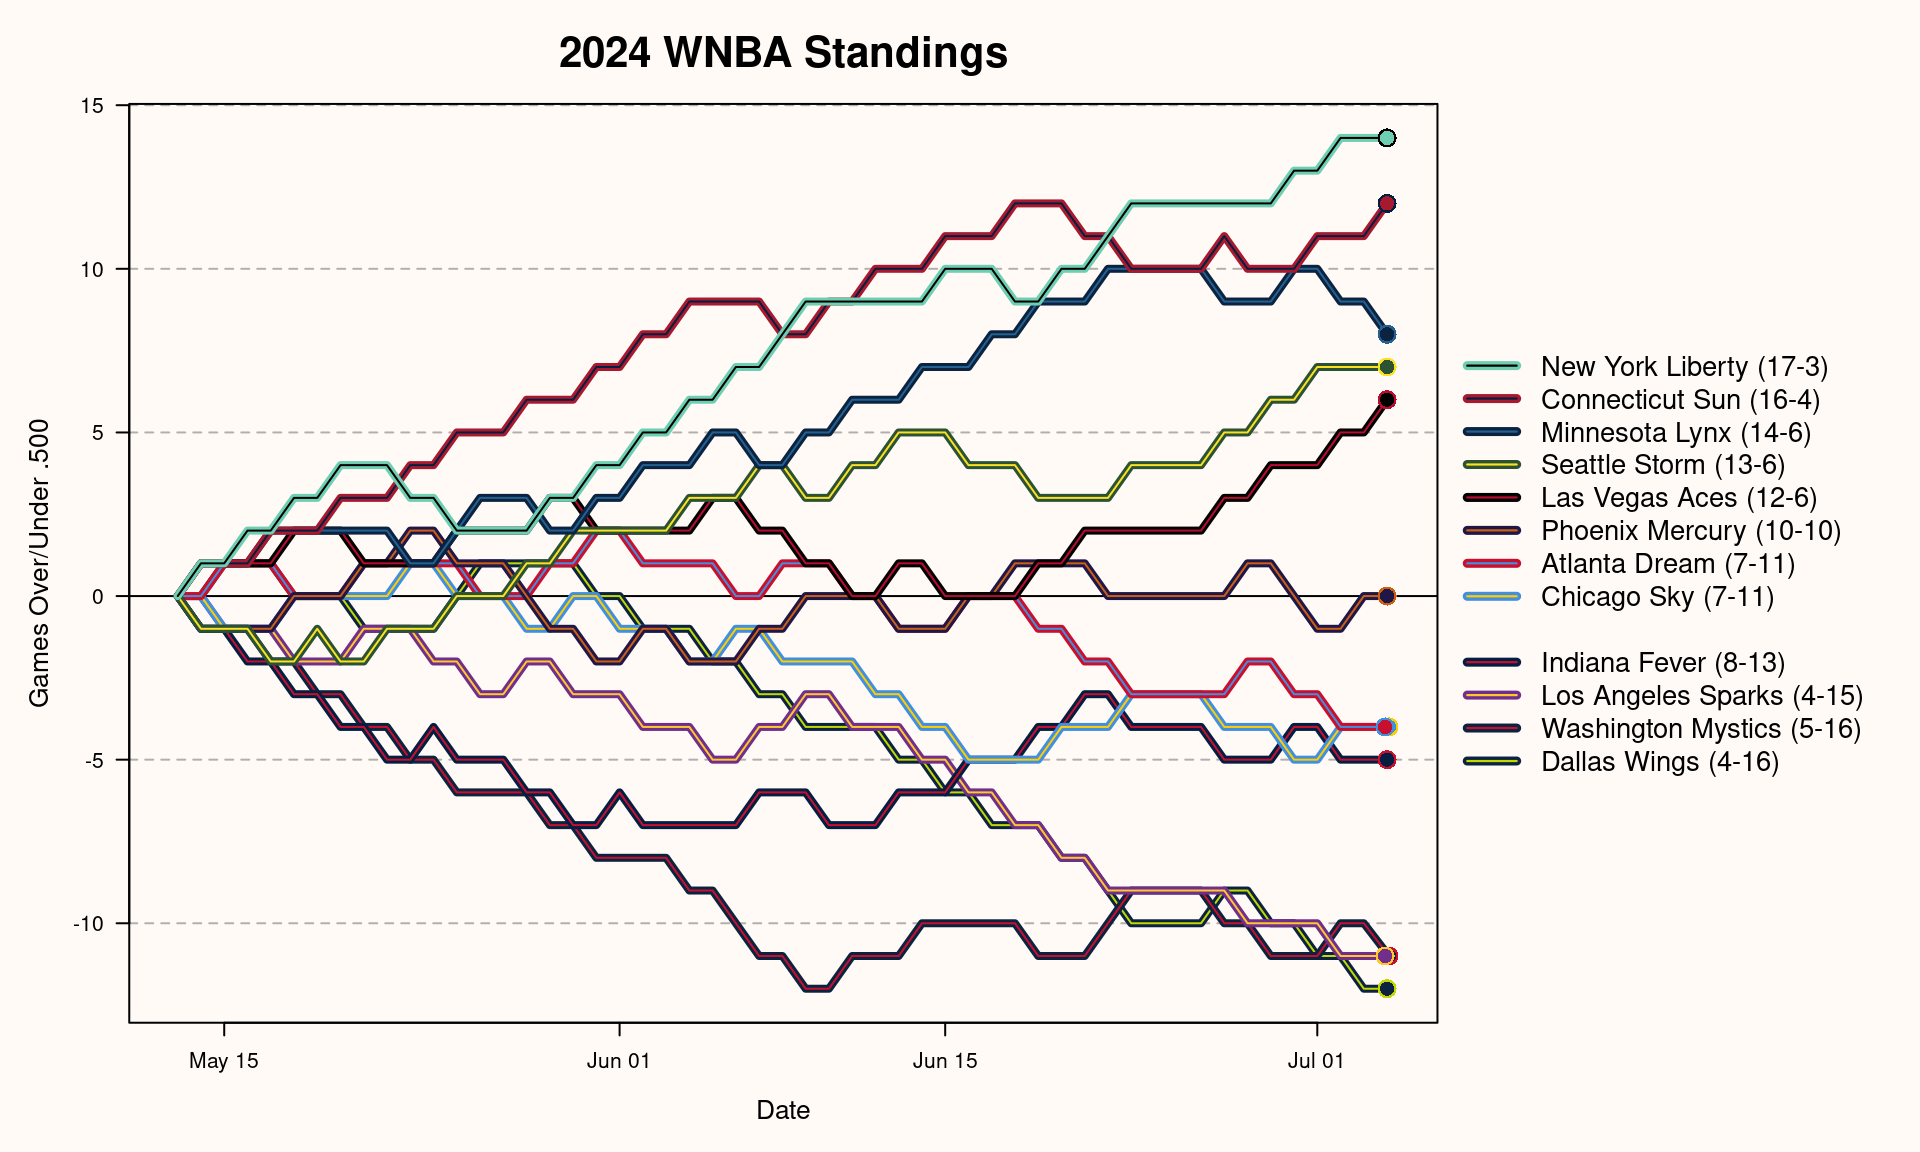 2024 WNBA Standings
15
10
5
0
-5
-10
Games Over/Under .500
May 15
Jun 01
Jun 15
Jul 01
Date
New York Liberty (17-3)
Connecticut Sun (16-4)
Minnesota Lynx (14-6)
Seattle Storm (13-6)
Las Vegas Aces (12-6)
Phoenix Mercury (10-10)
Atlanta Dream (7-11)
Chicago Sky (7-11)
Indiana Fever (8-13)
Los Angeles Sparks (4-15)
Washington Mystics (5-16)
Dallas Wings (4-16)